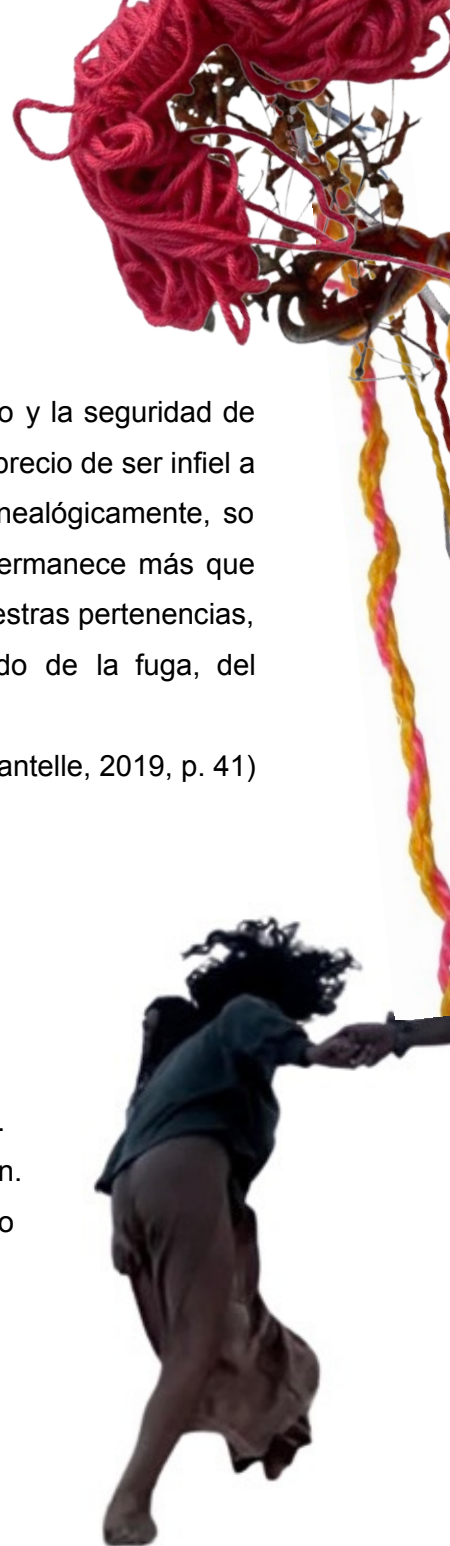 o y la seguridad de
precio de ser infiel a
nealógicamente, so
ermanece más que
estras pertenencias,
do de la fuga, del
antelle, 2019, p. 41)
.
n.
o